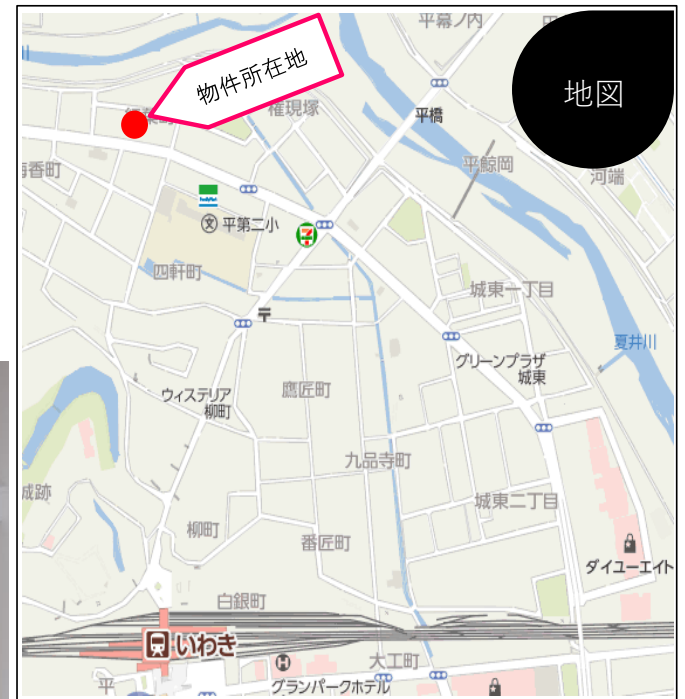 平幕ノ内
物件所在地
地図
権現塚
平橋
平鯨岡
河端
香町
FamilyMart
文 平第二小
7
四軒町
城東一丁目
〒
夏井川
グリーンプラザ
城東
ウィステリア
柳町
鷹匠町
九品寺町
城跡
城東二丁目
柳町
番匠町
ダイユーエイト
白銀町
いわき
H
大工町
平
グランパークホテル